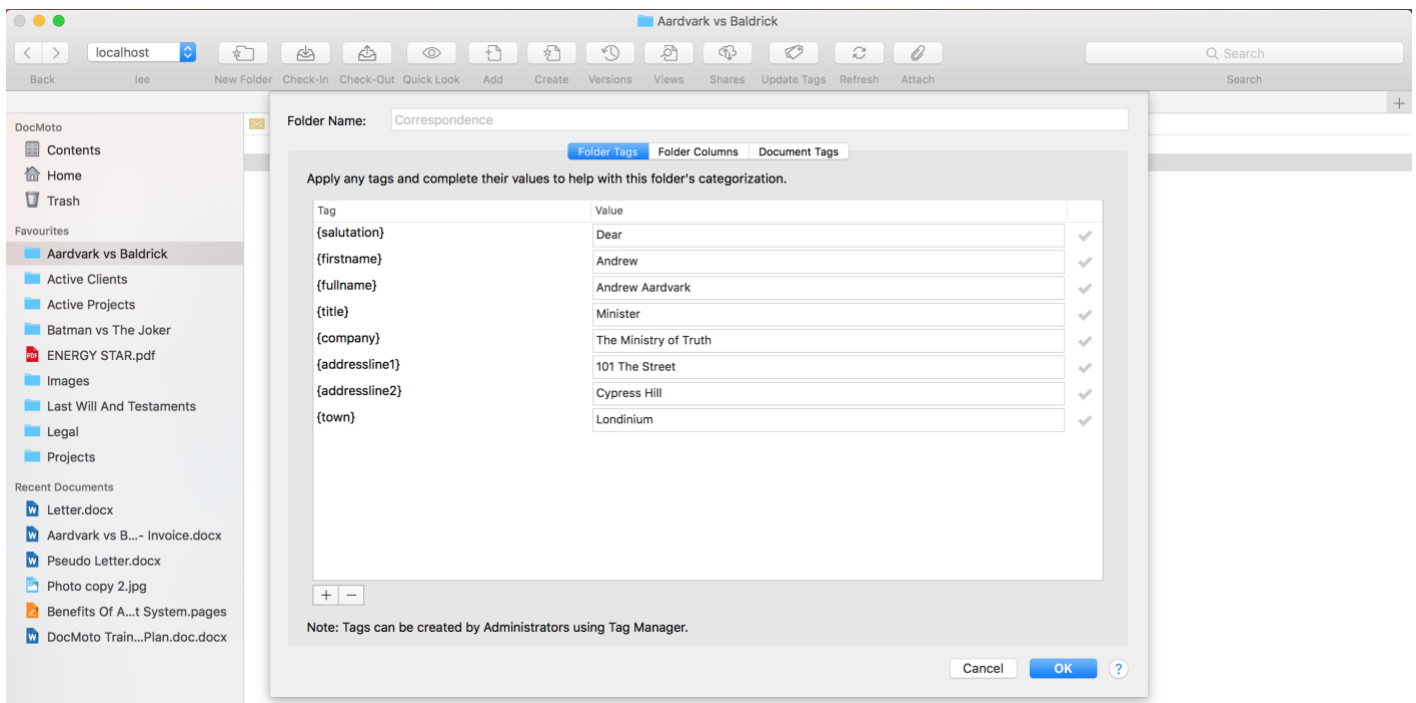 Aardvark vs Baldrick
localhost
Search
Back lee New Folder Check-In Check-Out Quick Look Add Create Versions Views Shares Update Tags Refresh Attach Search
DocMoto
Contents
Home
Trash
Favourites
Aardvark vs Baldrick
Active Clients
Active Projects
Batman vs The Joker
PDF ENERGY STAR.pdf
Images
Last Will And Testaments
Legal
Projects
Recent Documents
W Letter.docx
W Aardvark vs B...- Invoice.docx
W Pseudo Letter.docx
Photo copy 2.jpg
Benefits Of A...t System.pages
W DocMoto Train...Plan.doc.docx
Folder Name: Correspondence
Folder Tags Folder Columns Document Tags
Apply any tags and complete their values to help with this folder's categorization.
Tag Value
{salutation} Dear
{firstname} Andrew
{fullname} Andrew Aardvark
{title} Minister
{company} The Ministry of Truth
{addressline1} 101 The Street
{addressline2} Cypress Hill
{town} Londinium
+ −
Note: Tags can be created by Administrators using Tag Manager.
Cancel OK ?